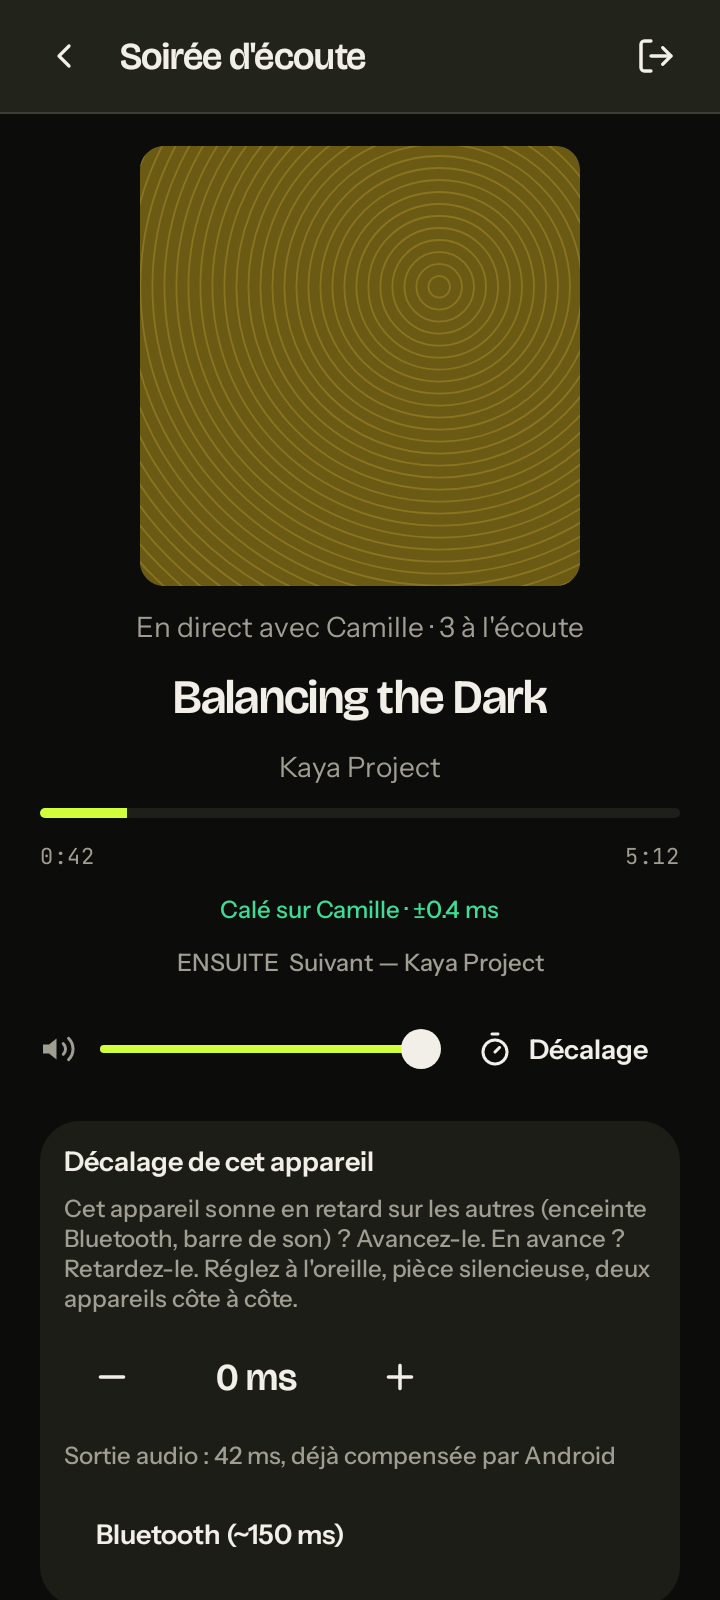 Soirée d'écoute
En direct avec Camille · 3 à l'écoute
Balancing the Dark
Kaya Project
0:42
5:12
Calé sur Camille · ±0.4 ms
ENSUITE Suivant — Kaya Project
Décalage
Décalage de cet appareil
Cet appareil sonne en retard sur les autres (enceinte
Bluetooth, barre de son) ? Avancez-le. En avance ?
Retardez-le. Réglez à l'oreille, pièce silencieuse, deux
appareils côte à côte.
0 ms
Sortie audio : 42 ms, déjà compensée par Android
Bluetooth (~150 ms)